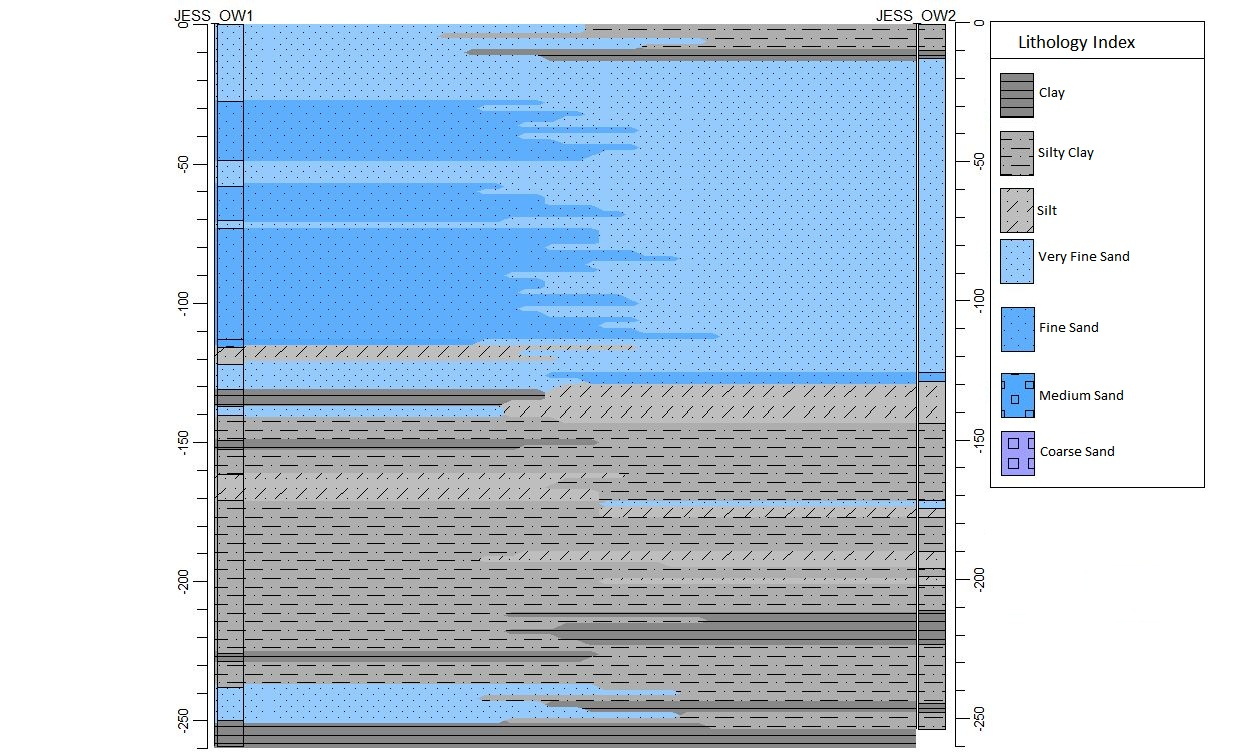 JESS_OW1
JESS_OW2
0
-50
-100
-150
-200
-250
0
-50
-100
-150
-200
-250
Lithology Index
Clay
Silty Clay
Silt
Very Fine Sand
Fine Sand
Medium Sand
Coarse Sand